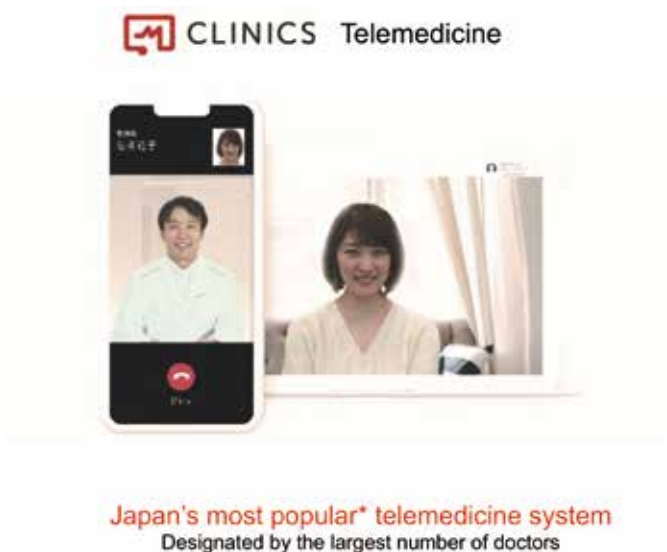 CLINICS Telemedicine
Japan's most popular* telemedicine system
Designated by the largest number of doctors